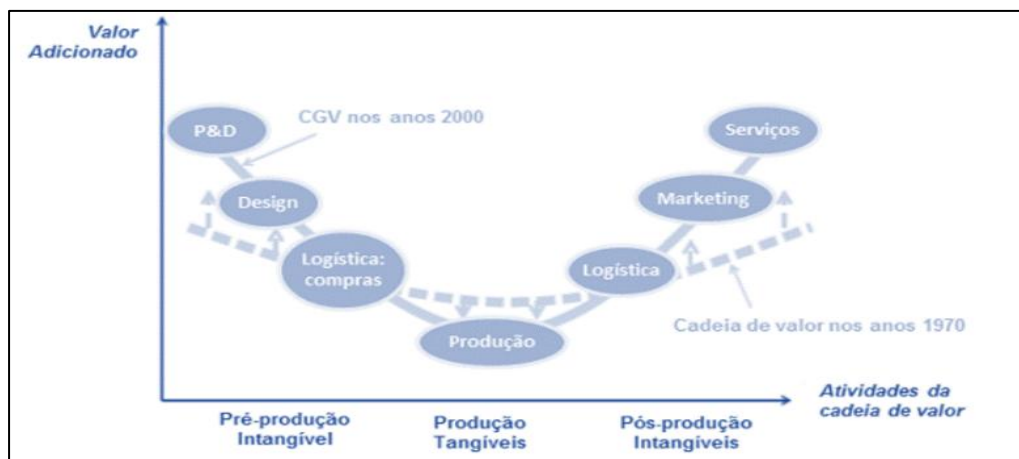 Valor
Adicionado
CGV nos anos 2000
P&D
Serviços
Design
Marketing
Logística:
compras
Logística
Cadeia de valor nos anos 1970
Produção
Atividades da
cadeia de valor
Pré-produção
Intangível
Produção
Tangíveis
Pós-produção
Intangíveis